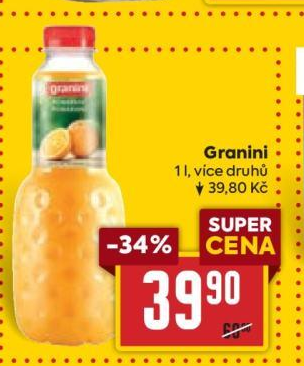 granini
Granini
1 l, více druhů
↓ 39,80 Kč
SUPER
-34% CENA
39 90